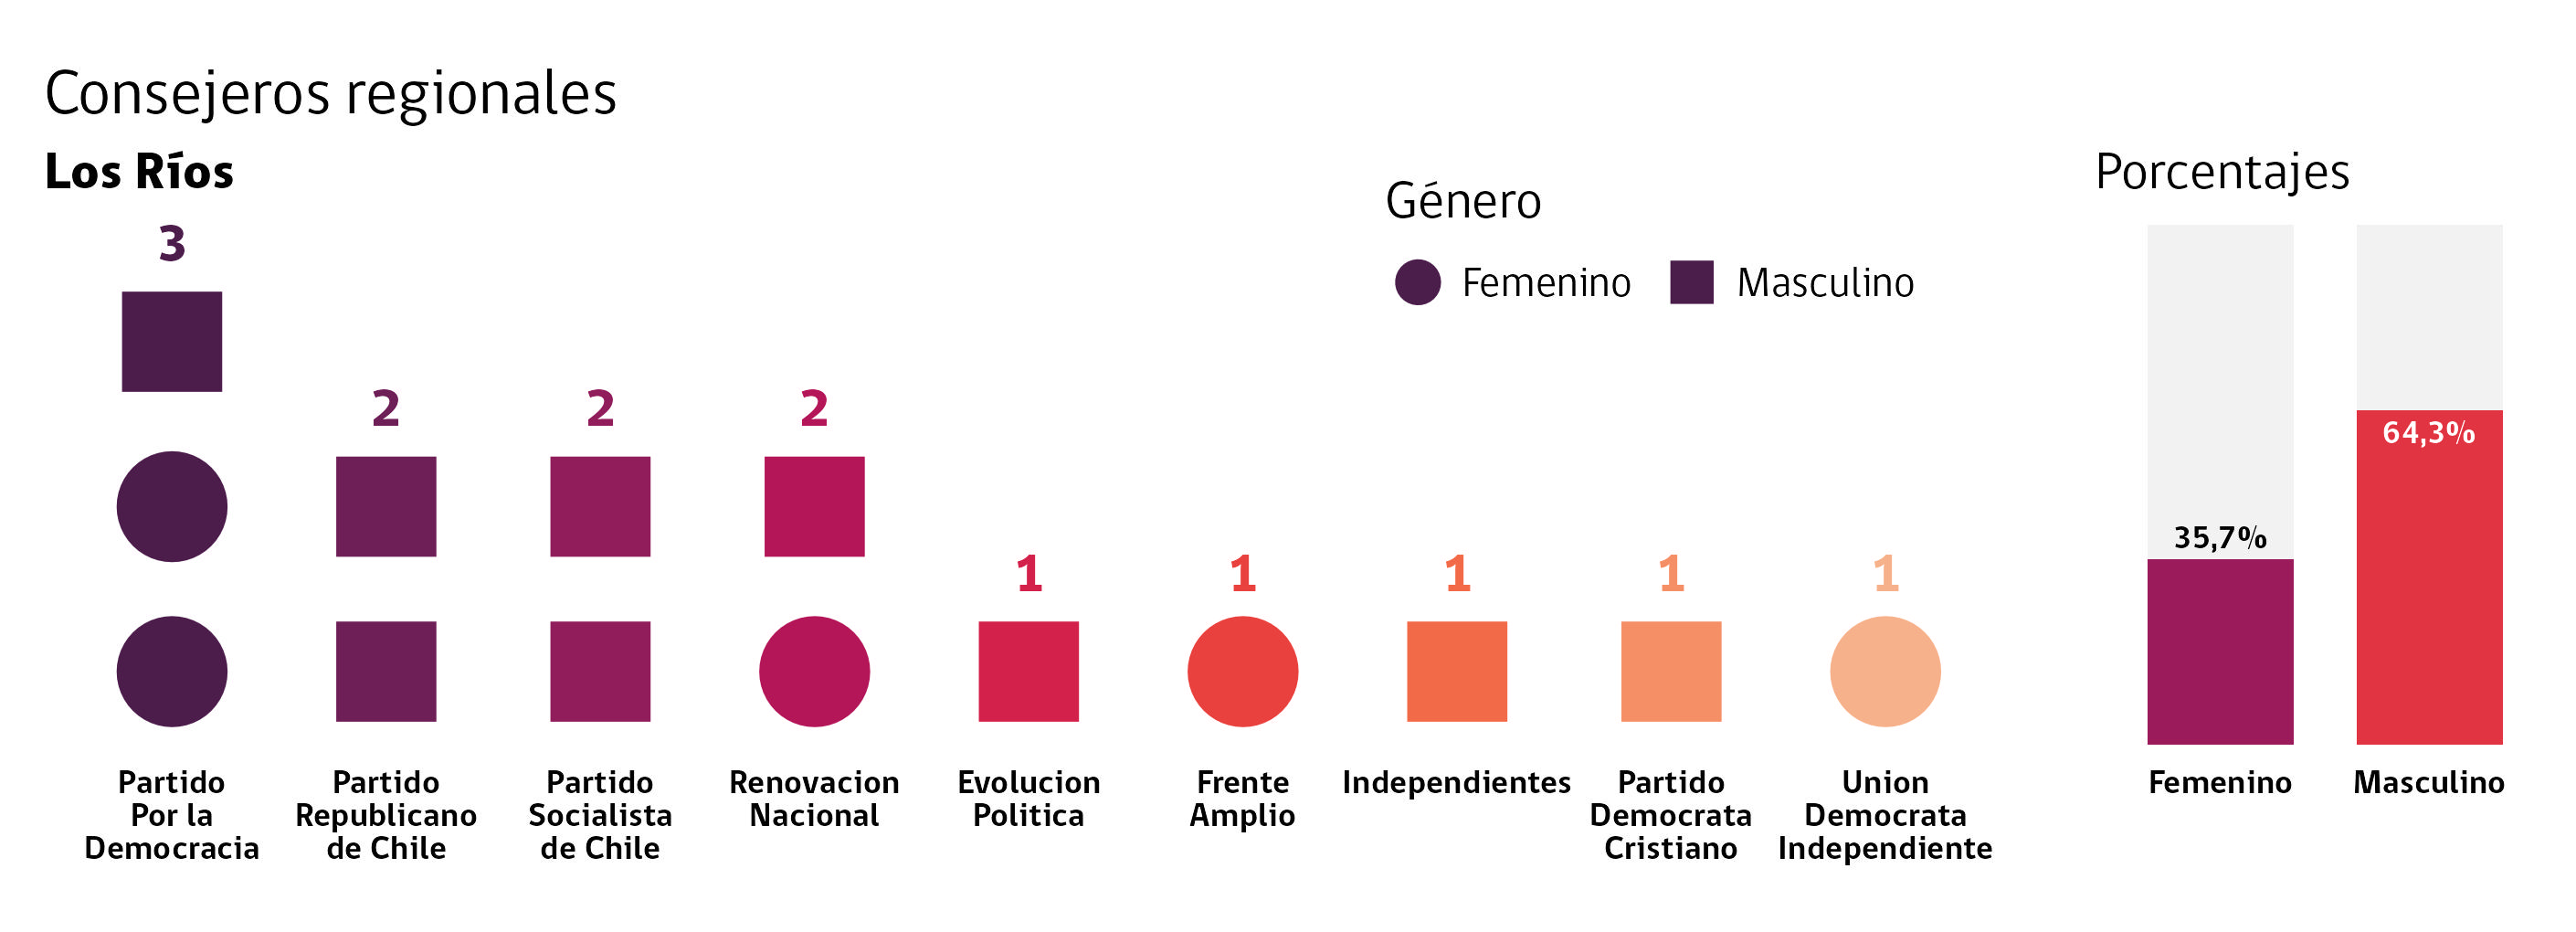 Consejeros regionales
Los Ríos
3
2
2
2
1
1
1
1
1
Partido
Por la
Democracia
Partido
Republicano
de Chile
Partido
Socialista
de Chile
Renovacion
Nacional
Evolucion
Politica
Frente
Amplio
Independientes
Partido
Democrata
Cristiano
Union
Democrata
Independiente
Género
Femenino
Masculino
Porcentajes
35,7%
64,3%
Femenino
Masculino